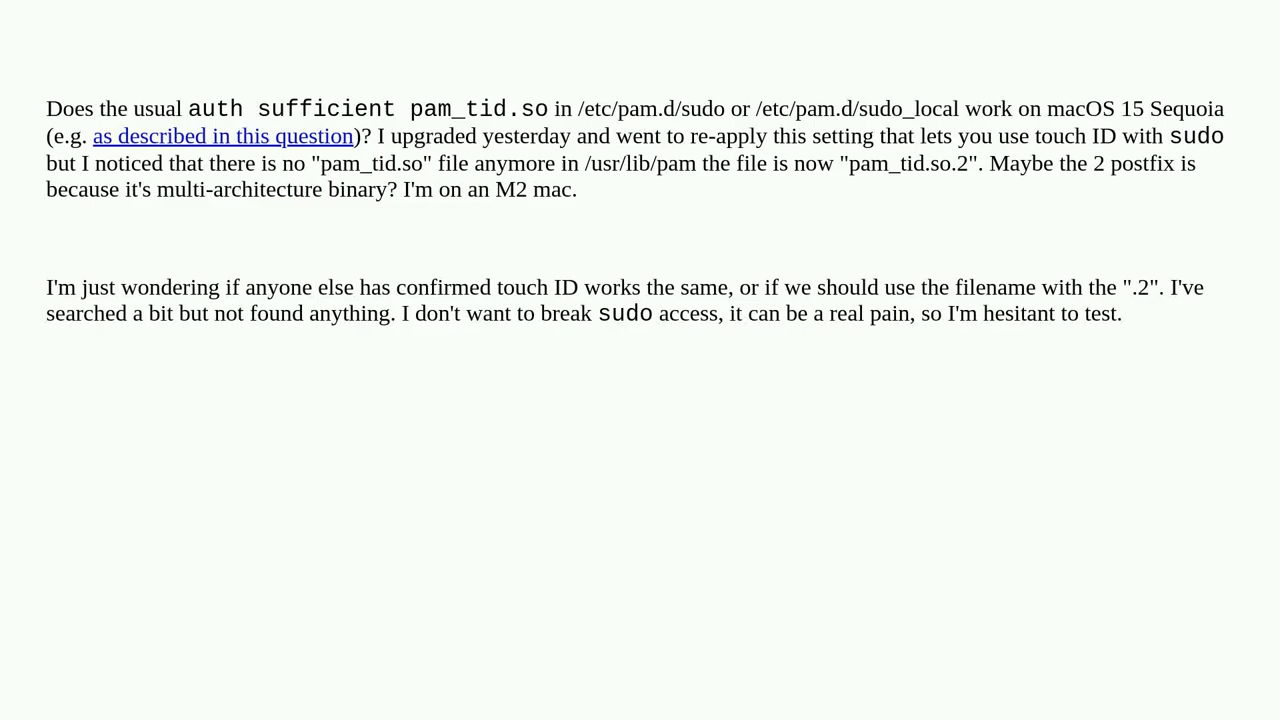 Does the usual auth sufficient pam_tid.so in /etc/pam.d/sudo or /etc/pam.d/sudo_local work on macOS 15 Sequoia
(e.g. as described in this question)? I upgraded yesterday and went to re-apply this setting that lets you use touch ID with sudo
but I noticed that there is no "pam_tid.so" file anymore in /usr/lib/pam the file is now "pam_tid.so.2". Maybe the 2 postfix is
because it's multi-architecture binary? I'm on an M2 mac.
I'm just wondering if anyone else has confirmed touch ID works the same, or if we should use the filename with the ".2". I've
searched a bit but not found anything. I don't want to break sudo access, it can be a real pain, so I'm hesitant to test.